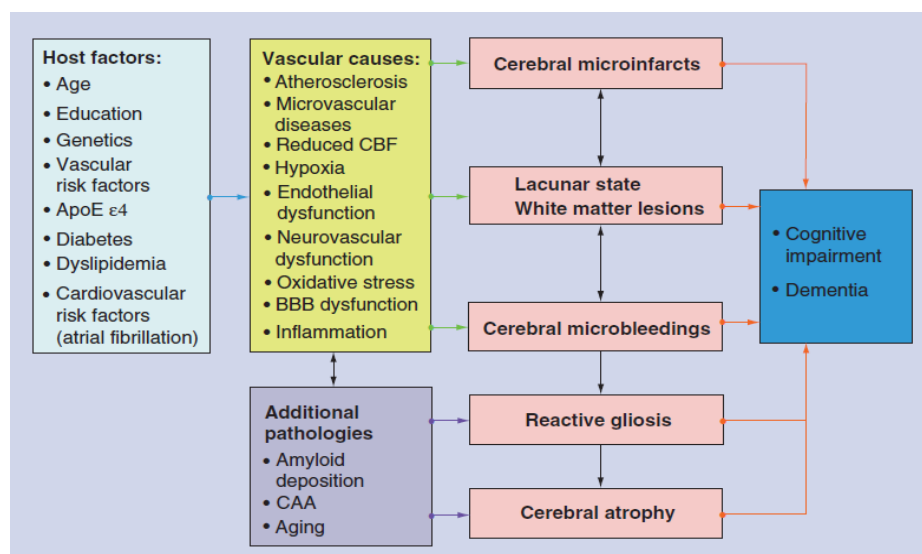 Host factors:
• Age
• Education
• Genetics
• Vascular
risk factors
• ApoE ε4
• Diabetes
• Dyslipidemia
• Cardiovascular
risk factors
(atrial fibrillation)
Vascular causes:
• Atherosclerosis
• Microvascular
diseases
• Reduced CBF
• Hypoxia
• Endothelial
dysfunction
• Neurovascular
dysfunction
• Oxidative stress
• BBB dysfunction
• Inflammation
Additional
pathologies
• Amyloid
deposition
• CAA
• Aging
Cerebral microinfarcts
Lacunar state
White matter lesions
Cerebral microbleedings
Reactive gliosis
Cerebral atrophy
• Cognitive
impairment
• Dementia